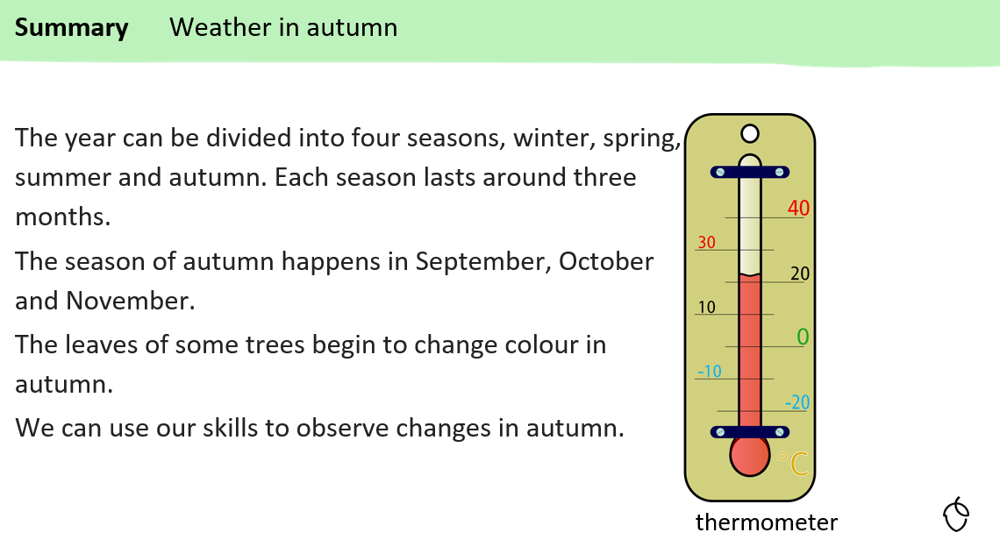 Summary Weather in autumn
The year can be divided into four seasons, winter, spring,
summer and autumn. Each season lasts around three
months.
The season of autumn happens in September, October
and November.
The leaves of some trees begin to change colour in
autumn.
We can use our skills to observe changes in autumn.
40
30
20
10
0
-10
-20
°C
thermometer